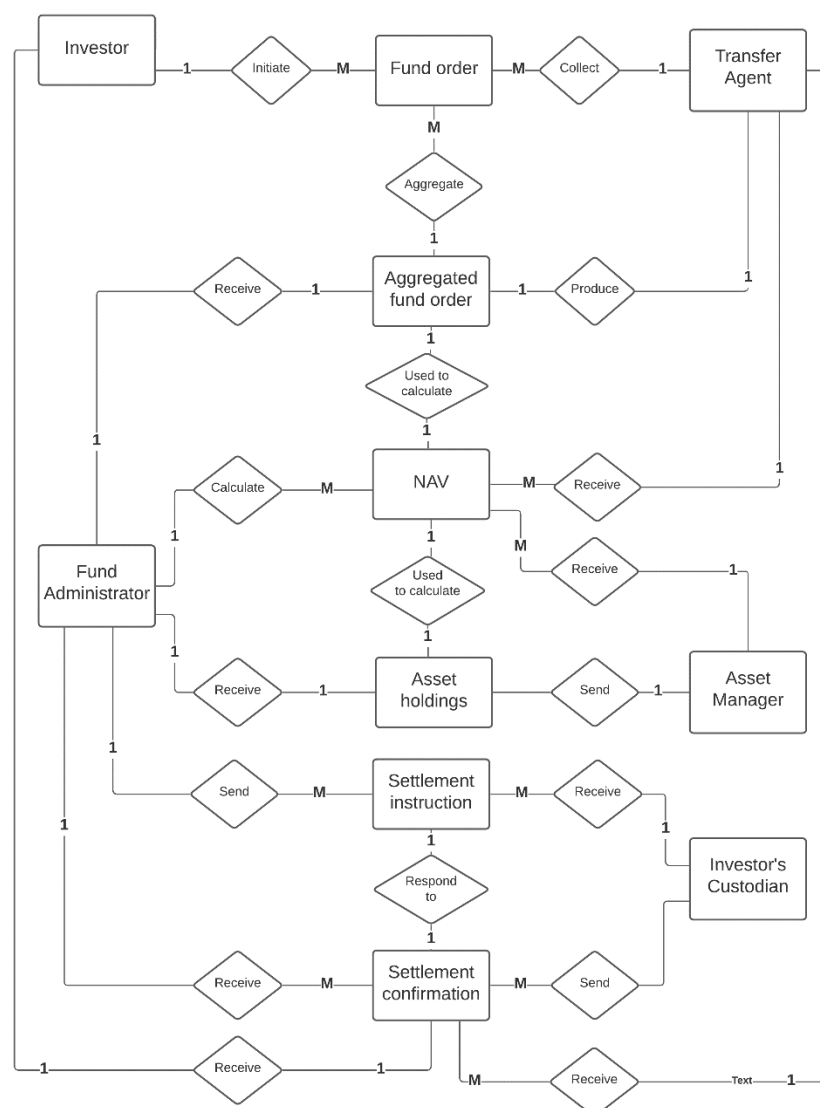 Investor
1
Initiate
M
Fund order
M
Collect
1
Transfer
Agent
M
Aggregate
1
Receive
1
Aggregated
fund order
1
Produce
1
1
Used to
calculate
1
1
Calculate
M
NAV
M
Receive
1
1
1
M
Receive
1
Fund
Administrator
Used
to calculate
1
1
Receive
1
Asset
holdings
Send
1
Asset
Manager
1
Send
M
Settlement
instruction
M
Receive
1
1
1
Respond
to
Investor's
Custodian
1
Receive
M
Settlement
confirmation
M
Send
1
Receive
1
M
Receive
Text
1